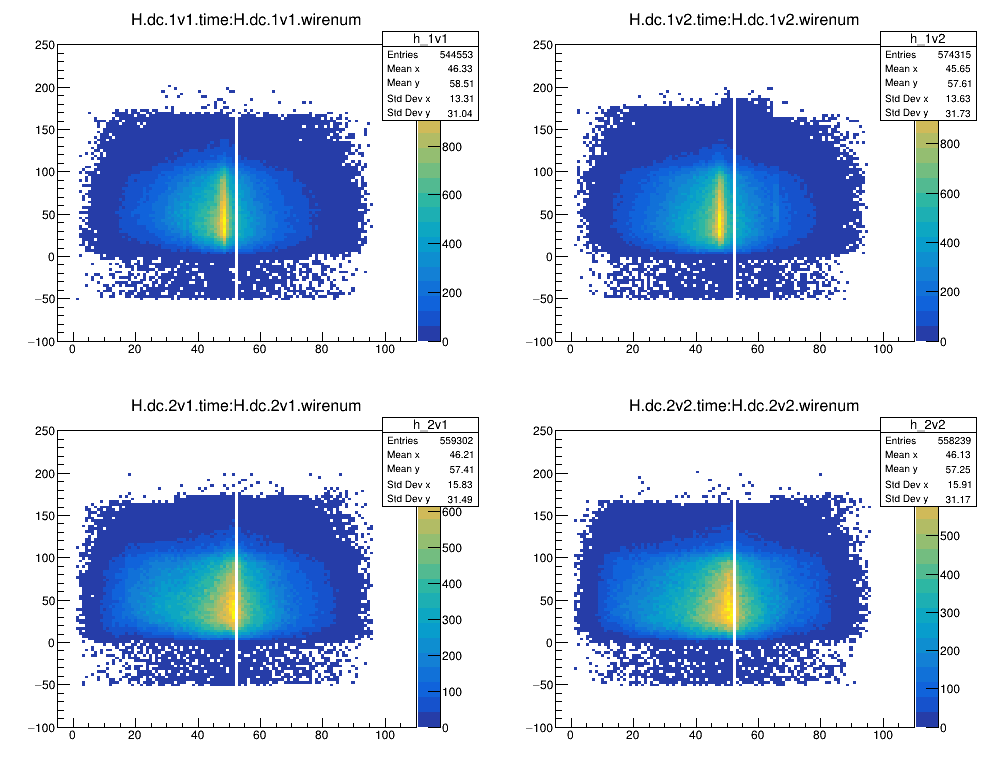 H.dc.1v1.time:H.dc.1v1.wirenum
h_1v1
Entries 544553
Mean x 46.33
Mean y 58.51
Std Dev x 13.31
Std Dev y 31.04
250
200
150
100
50
0
−50
−100
0 20 40 60 80 100
800
600
400
200
0
H.dc.1v2.time:H.dc.1v2.wirenum
h_1v2
Entries 574315
Mean x 45.65
Mean y 57.61
Std Dev x 13.63
Std Dev y 31.73
250
200
150
100
50
0
−50
−100
0 20 40 60 80 100
800
600
400
200
0
H.dc.2v1.time:H.dc.2v1.wirenum
h_2v1
Entries 559302
Mean x 46.21
Mean y 57.41
Std Dev x 15.83
Std Dev y 31.49
250
200
150
100
50
0
−50
−100
0 20 40 60 80 100
600
500
400
300
200
100
0
H.dc.2v2.time:H.dc.2v2.wirenum
h_2v2
Entries 558239
Mean x 46.13
Mean y 57.25
Std Dev x 15.91
Std Dev y 31.17
250
200
150
100
50
0
−50
−100
0 20 40 60 80 100
500
400
300
200
100
0